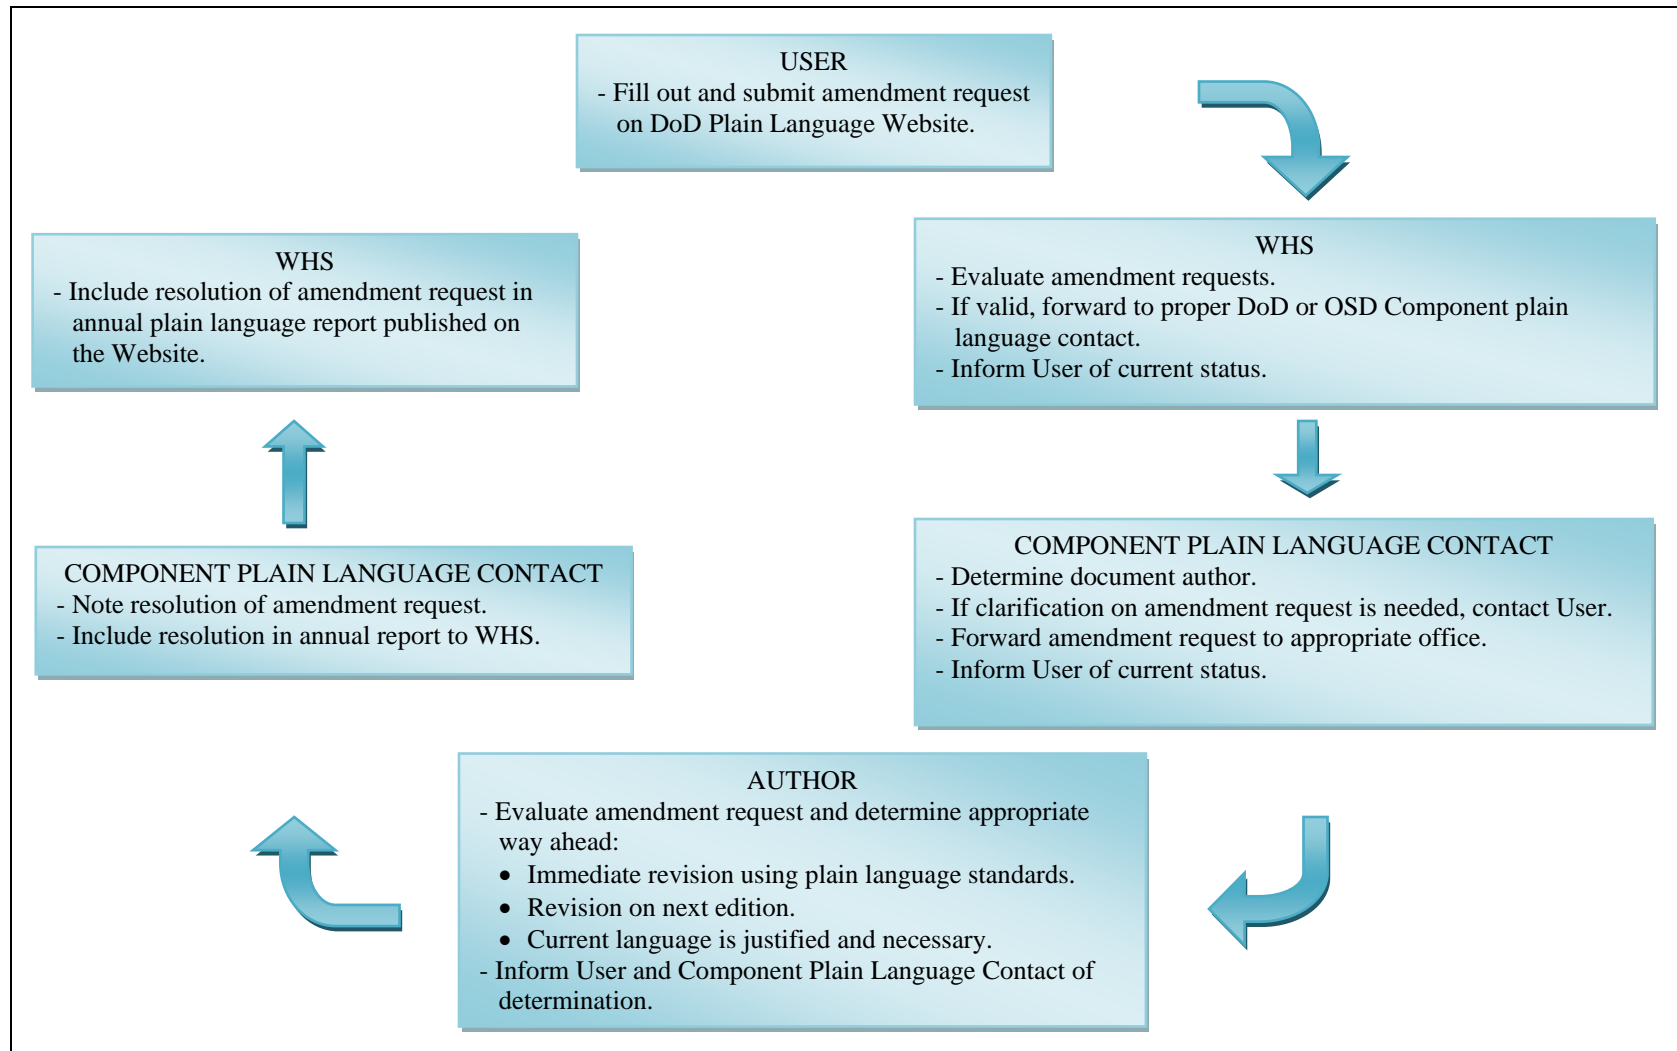 USER
- Fill out and submit amendment request
on DoD Plain Language Website.
WHS
- Evaluate amendment requests.
- If valid, forward to proper DoD or OSD Component plain
language contact.
- Inform User of current status.
COMPONENT PLAIN LANGUAGE CONTACT
- Determine document author.
- If clarification on amendment request is needed, contact User.
- Forward amendment request to appropriate office.
- Inform User of current status.
AUTHOR
- Evaluate amendment request and determine appropriate
way ahead:
• Immediate revision using plain language standards.
• Revision on next edition.
• Current language is justified and necessary.
- Inform User and Component Plain Language Contact of
determination.
COMPONENT PLAIN LANGUAGE CONTACT
- Note resolution of amendment request.
- Include resolution in annual report to WHS.
WHS
- Include resolution of amendment request in
annual plain language report published on
the Website.